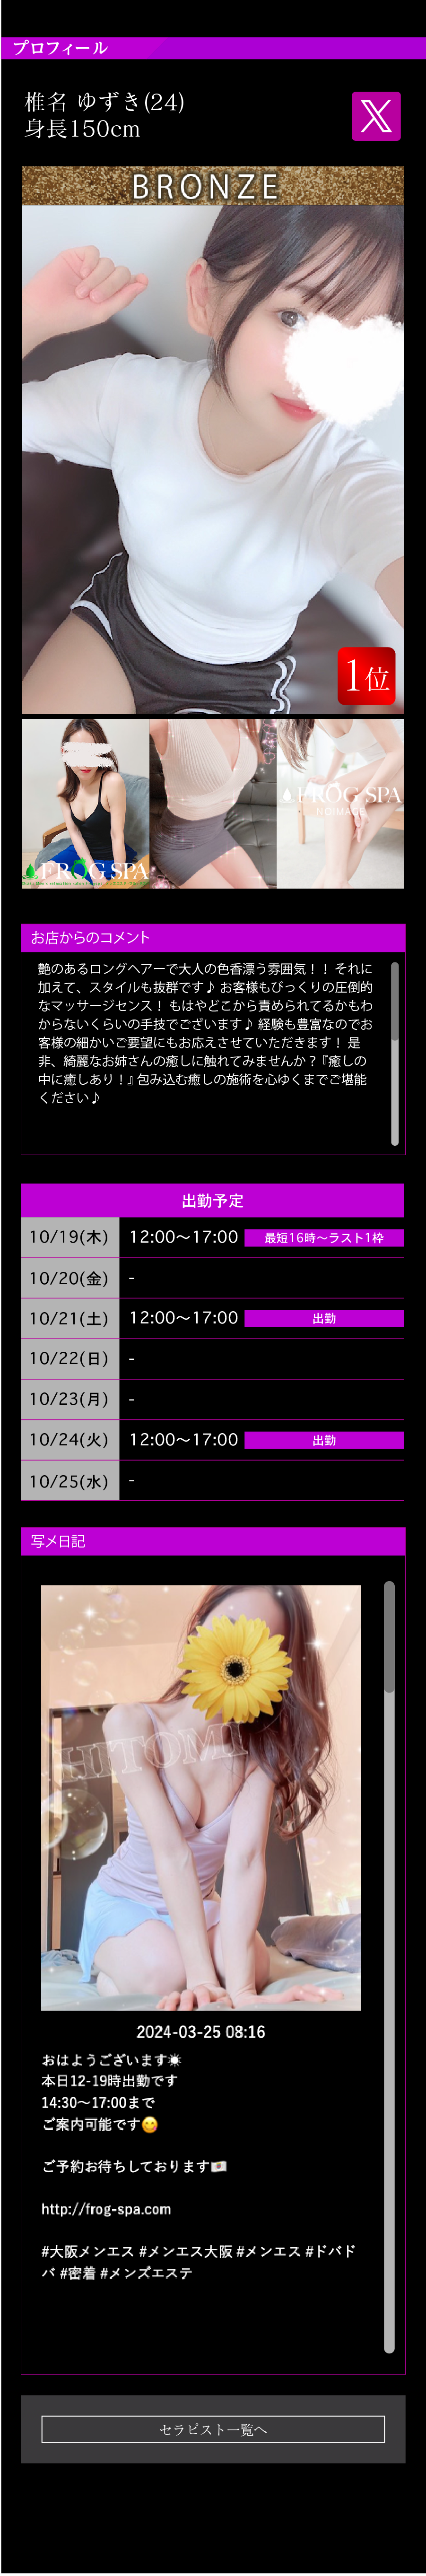 プロフィール
椎名 ゆずき(24)
身長150cm
BRONZE
1位
FROG SPA
FROG SPA
NOIMAGE
お店からのコメント
艶のあるロングヘアーで大人の色香漂う雰囲気！！ それに
加えて、スタイルも抜群です♪ お客様もびっくりの圧倒的
なマッサージセンス！ もはやどこから責められてるかもわ
からないくらいの手技でございます♪ 経験も豊富なのでお
客様の細かいご要望にもお応えさせていただきます！ 是
非、綺麗なお姉さんの癒しに触れてみませんか？『癒しの
中に癒しあり！』包み込む癒しの施術を心ゆくまでご堪能
ください♪
出勤予定
10/19(木) 12:00〜17:00 最短16時〜ラスト1枠
10/20(金) -
10/21(土) 12:00〜17:00 出勤
10/22(日) -
10/23(月) -
10/24(火) 12:00〜17:00 出勤
10/25(水) -
写メ日記
HITOMI
2024-03-25 08:16
おはようございます☀
本日12-19時出勤です
14:30〜17:00まで
ご案内可能です😋
ご予約お待ちしております💌
http://frog-spa.com
#大阪メンエス #メンエス大阪 #メンエス #ドバド
バ #密着 #メンズエステ
セラピスト一覧へ